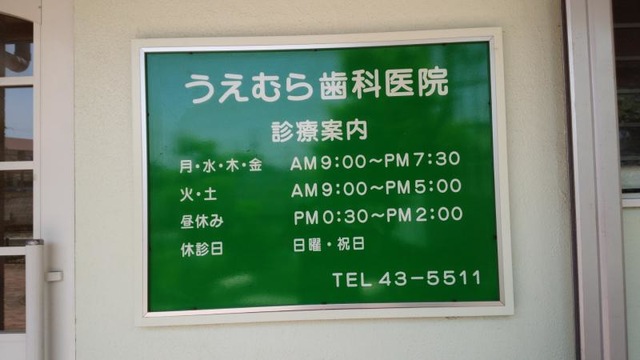 うえむら歯科医院
診療案内
月・水・木・金 AM9:00～PM7:30
火・土 AM9:00～PM5:00
昼休み PM0:30～PM2:00
休診日 日曜・祝日
TEL 43-5511